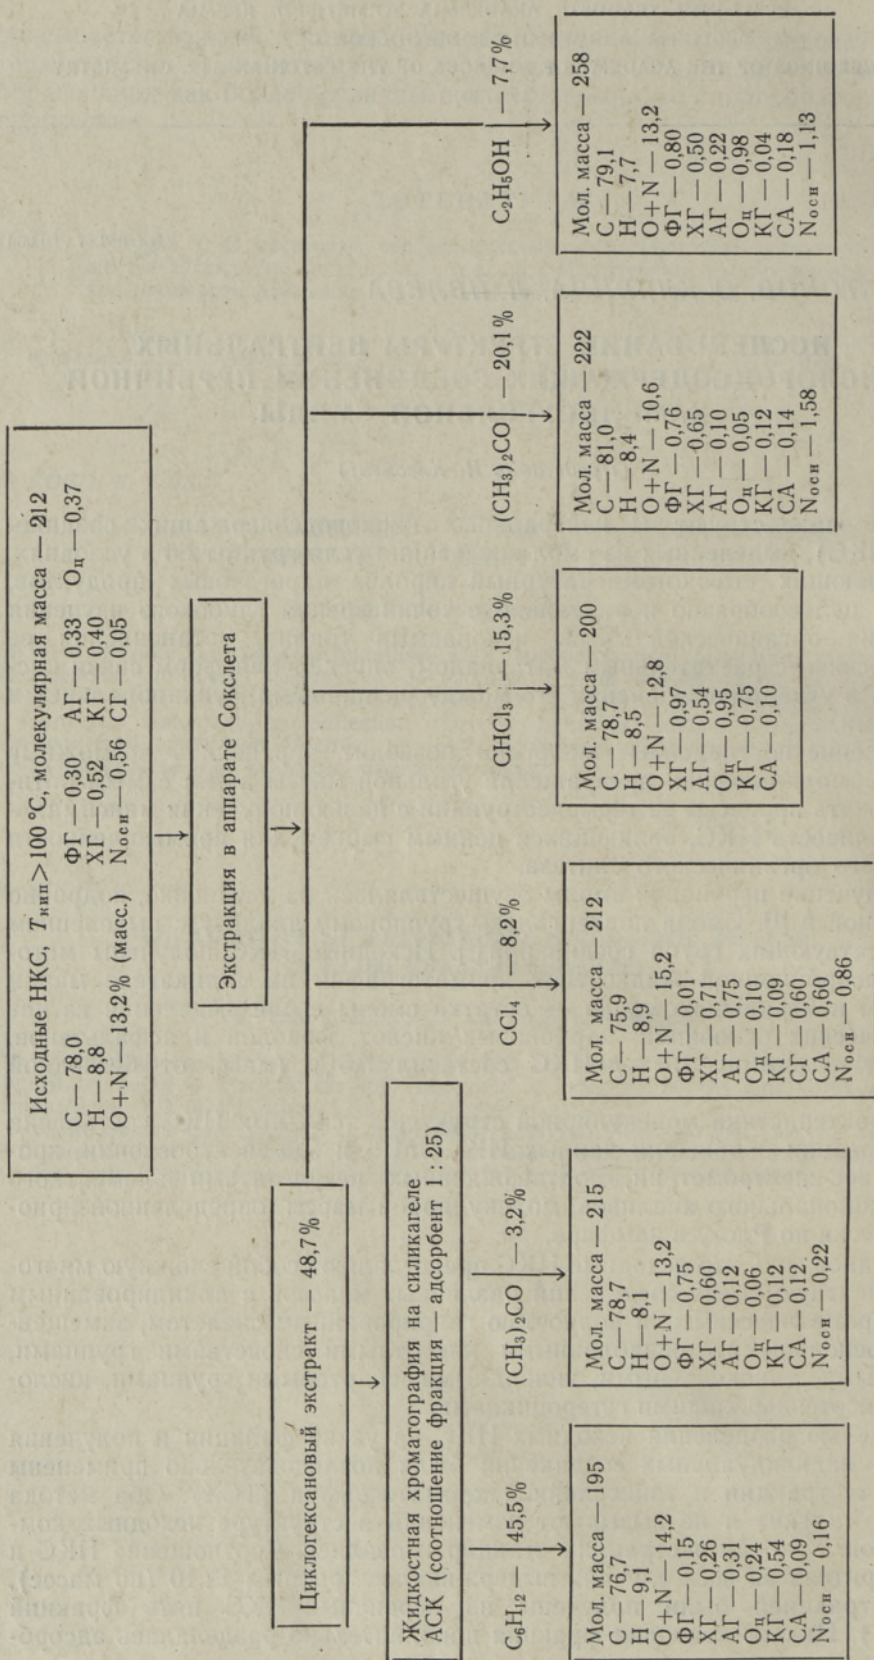 Исходные НКС, Tкип>100 °C, молекулярная масса — 212
C — 78,0 ФГ — 0,30 АГ — 0,33 Oц — 0,37
H — 8,8 ХГ — 0,52 КГ — 0,40
O+N — 13,2% (масс.) Nосн — 0,56 СГ — 0,05
Экстракция в аппарате Сокслета
Циклогексановый экстракт — 48,7%
Жидкостная хроматография на силикагеле
АСК (соотношение фракция — адсорбент 1 : 25)
C₆H₁₂ — 45,5%
Мол. масса — 195
C — 76,7
H — 9,1
O+N — 14,2
ФГ — 0,15
ХГ — 0,26
АГ — 0,31
Oц — 0,24
КГ — 0,54
СА — 0,09
Nосн — 0,16
(CH₃)₂CO — 3,2%
Мол. масса — 215
C — 78,7
H — 8,1
O+N — 13,2
ФГ — 0,75
ХГ — 0,60
АГ — 0,12
Oц — 0,06
КГ — 0,12
СА — 0,12
Nосн — 0,22
CCl₄ — 8,2%
Мол. масса — 212
C — 75,9
H — 8,9
O+N — 15,2
ФГ — 0,01
ХГ — 0,71
АГ — 0,75
Oц — 0,10
КГ — 0,09
СГ — 0,60
СА — 0,60
Nосн — 0,86
CHCl₃ — 15,3%
Мол. масса — 200
C — 78,7
H — 8,5
O+N — 12,8
ХГ — 0,97
АГ — 0,54
Oц — 0,95
КГ — 0,75
СА — 0,10
(CH₃)₂CO — 20,1%
Мол. масса — 222
C — 81,0
H — 8,4
O+N — 10,6
ФГ — 0,76
ХГ — 0,65
АГ — 0,10
Oц — 0,05
КГ — 0,12
СА — 0,14
Nосн — 1,58
C₂H₅OH — 7,7%
Мол. масса — 258
C — 79,1
H — 7,7
O+N — 13,2
ФГ — 0,80
ХГ — 0,50
АГ — 0,22
Oц — 0,98
КГ — 0,04
СА — 0,18
Nосн — 1,13